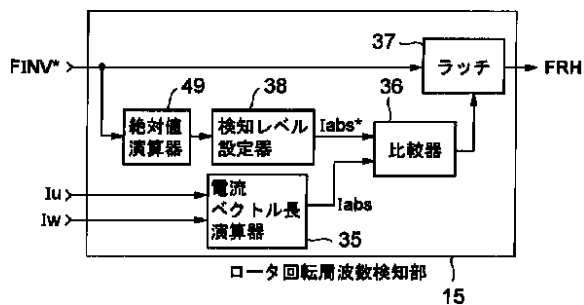 37
FINV*
ラッチ
FRH
49
38
36
絶対値
演算器
検知レベル
設定器
Iabs*
比較器
Iu
Iw
電流
ベクトル長
演算器
Iabs
35
ロータ回転周波数検知部
15